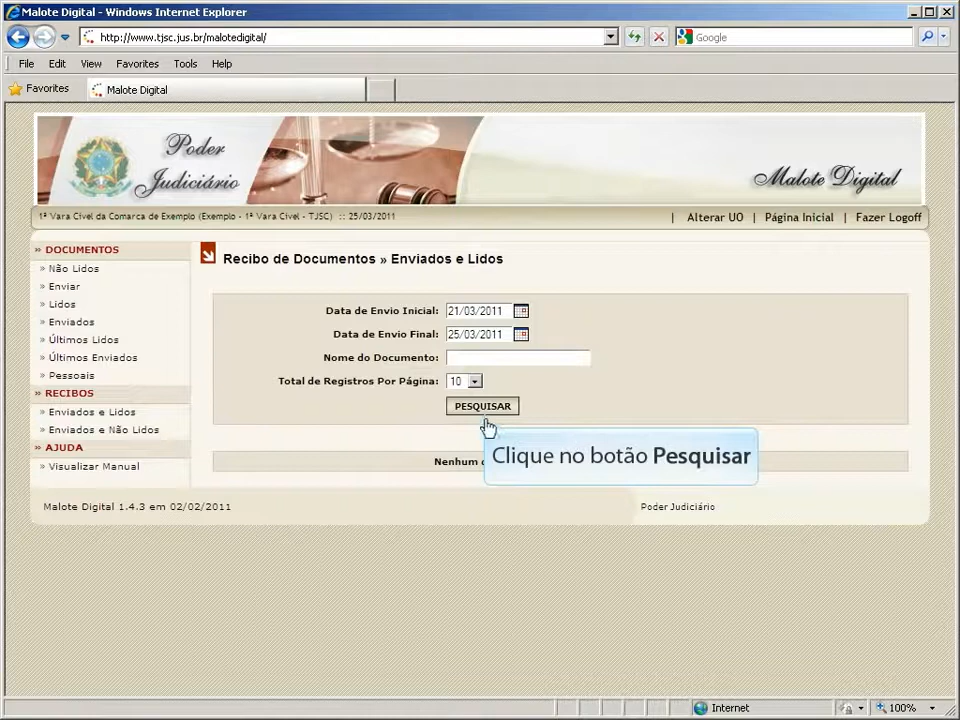 Malote Digital - Windows Internet Explorer
http://www.tjsc.jus.br/malotedigital/
Google
File Edit View Favorites Tools Help
Favorites
Malote Digital
Poder
Judiciário
Malote Digital
1ª Vara Cível da Comarca de Exemplo (Exemplo - 1ª Vara Cível - TJSC) :: 25/03/2011
| Alterar UO | Página Inicial | Fazer Logoff
» DOCUMENTOS
» Não Lidos
» Enviar
» Lidos
» Enviados
» Últimos Lidos
» Últimos Enviados
» Pessoais
» RECIBOS
» Enviados e Lidos
» Enviados e Não Lidos
» AJUDA
» Visualizar Manual
Recibo de Documentos » Enviados e Lidos
Data de Envio Inicial: 21/03/2011
Data de Envio Final: 25/03/2011
Nome do Documento:
Total de Registros Por Página: 10
PESQUISAR
Clique no botão Pesquisar
Nenhum
Malote Digital 1.4.3 em 02/02/2011
Poder Judiciário
Internet
100%